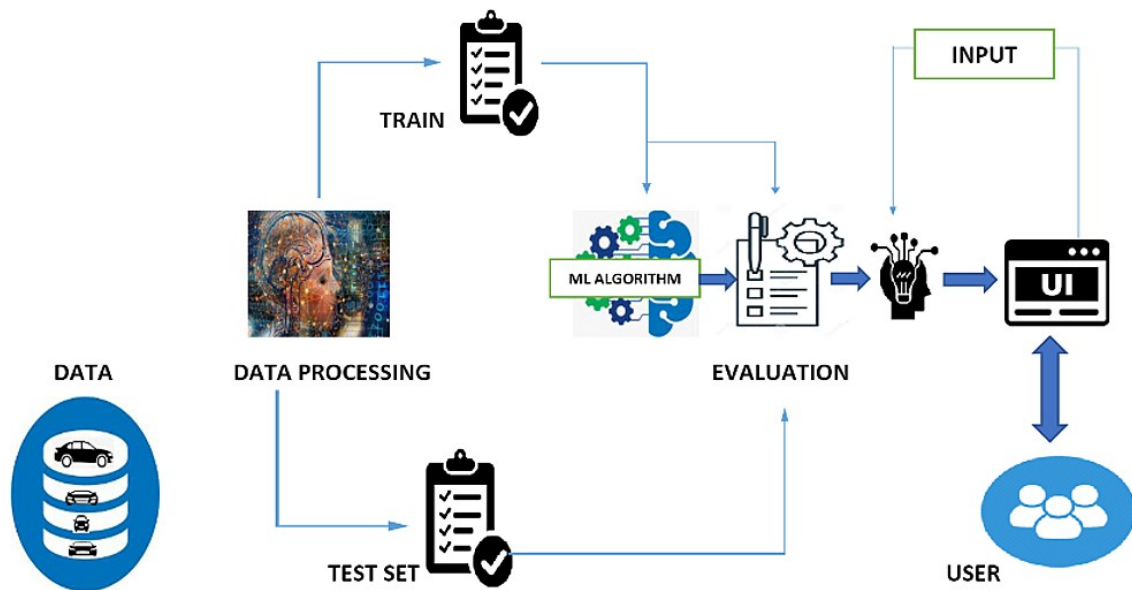 INPUT
TRAIN
ML ALGORITHM
UI
DATA
DATA PROCESSING
EVALUATION
TEST SET
USER